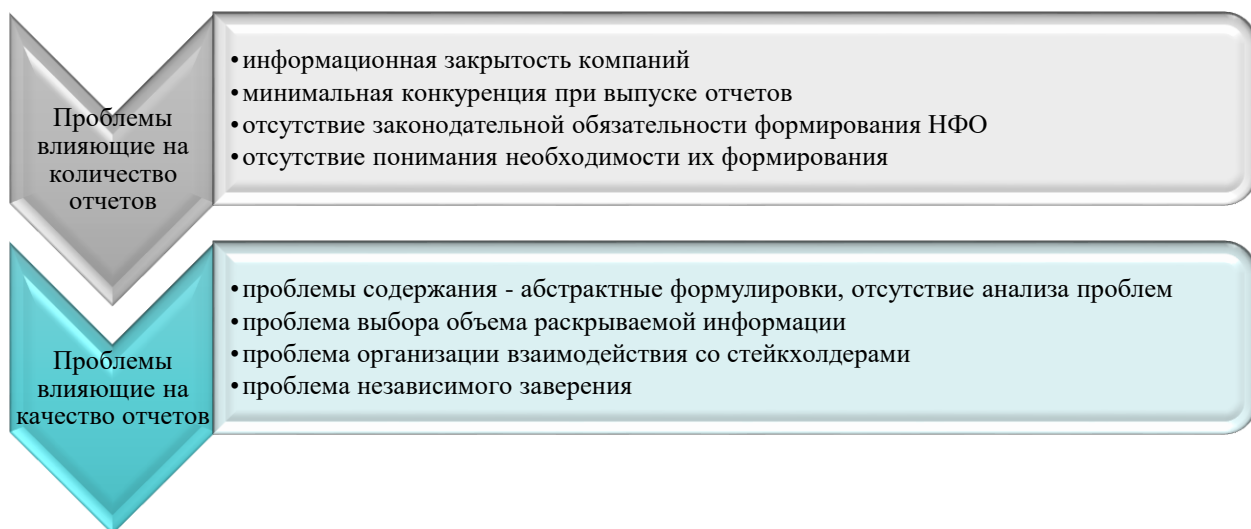 Проблемы
влияющие на
количество
отчетов
•информационная закрытость компаний
•минимальная конкуренция при выпуске отчетов
•отсутствие законодательной обязательности формирования НФО
•отсутствие понимания необходимости их формирования
Проблемы
влияющие на
качество отчетов
•проблемы содержания - абстрактные формулировки, отсутствие анализа проблем
•проблема выбора объема раскрываемой информации
•проблема организации взаимодействия со стейкхолдерами
•проблема независимого заверения